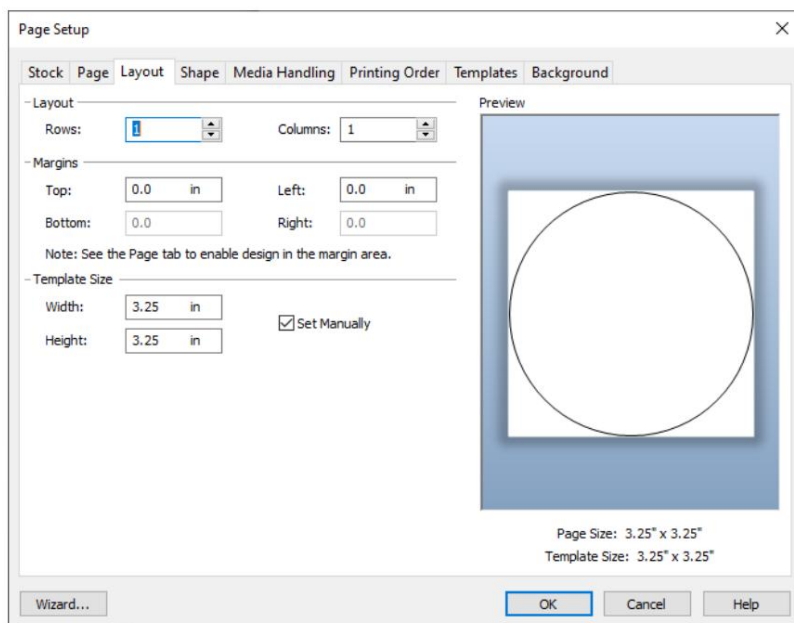 Page Setup
Stock Page Layout Shape Media Handling Printing Order Templates Background
Layout
Rows: 1 Columns: 1
Margins
Top: 0.0 in Left: 0.0 in
Bottom: 0.0 Right: 0.0
Note: See the Page tab to enable design in the margin area.
Template Size
Width: 3.25 in
Set Manually
Height: 3.25 in
Preview
Page Size: 3.25" x 3.25"
Template Size: 3.25" x 3.25"
Wizard... OK Cancel Help